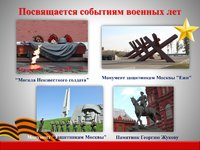 Посвящается событиям военных лет
"Могила Неизвестного солдата"
Монумент защитникам Москвы "Ежи"
защитникам Москвы"
Памятник Георгию Жукову